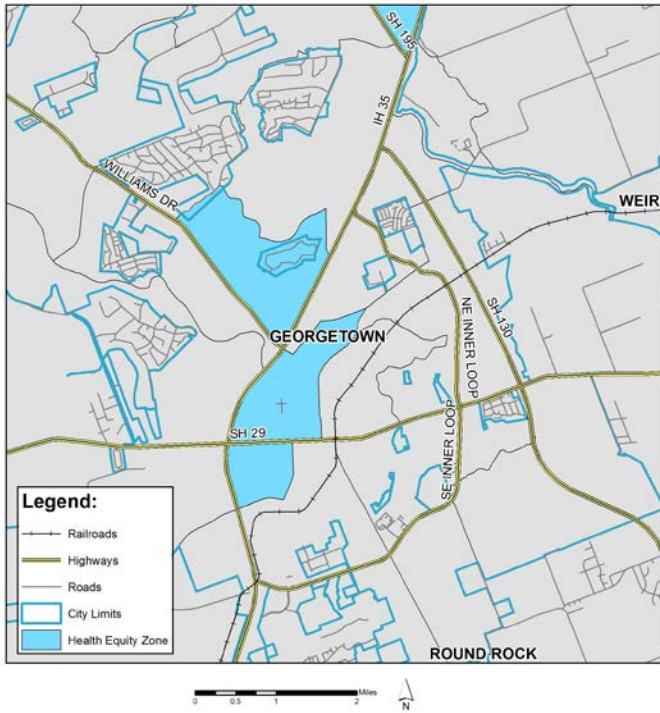 SH 195
IH 35
WILLIAMS DR
WEIR
SH 130
GEORGETOWN
NE INNER LOOP
SH 29
SE INNER LOOP
Legend:
Railroads
Highways
Roads
City Limits
Health Equity Zone
ROUND ROCK
0 0.5 1 2 Miles
N